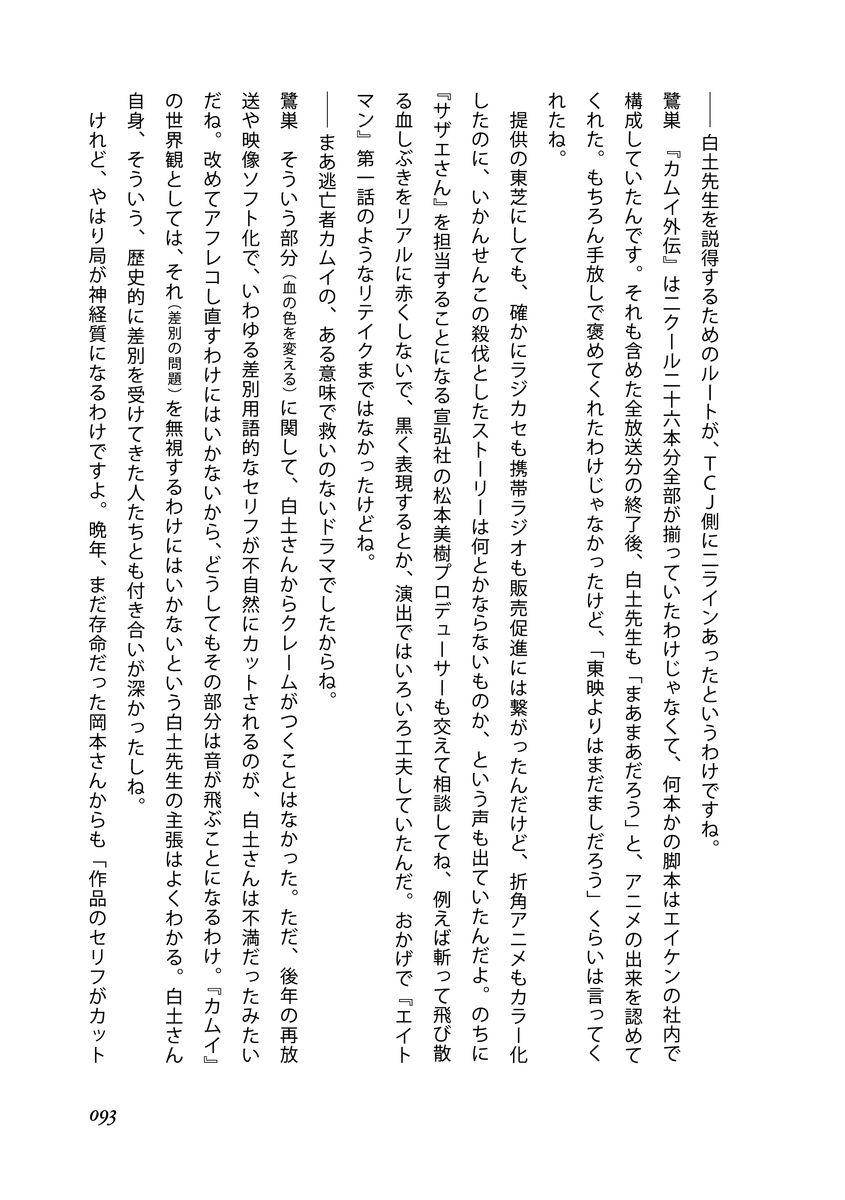 ――白土先生を説得するためのルートが、ＴＣＪ側に二ラインあったというわけですね。
鷺巣　『カムイ外伝』は二クール二十六本分全部が揃っていたわけじゃなくて、何本かの脚本はエイケンの社内で
構成していたんです。それも含めた全放送分の終了後、白土先生も「まあまあだろう」と、アニメの出来を認めて
くれた。もちろん手放しで褒めてくれたわけじゃなかったけど、「東映よりはまだましだろう」くらいは言ってく
れたね。
　提供の東芝にしても、確かにラジカセも携帯ラジオも販売促進には繋がったんだけど、折角アニメもカラー化
したのに、いかんせんこの殺伐としたストーリーは何とかならないものか、という声も出ていたんだよ。のちに
『サザエさん』を担当することになる宣弘社の松本美樹プロデューサーも交えて相談してね、例えば斬って飛び散
る血しぶきをリアルに赤くしないで、黒く表現するとか、演出ではいろいろ工夫していたんだ。おかげで『エイト
マン』第一話のようなリテイクまではなかったけどね。
――まあ逃亡者カムイの、ある意味で救いのないドラマでしたからね。
鷺巣　そういう部分（血の色を変える）に関して、白土さんからクレームがつくことはなかった。ただ、後年の再放
送や映像ソフト化で、いわゆる差別用語的なセリフが不自然にカットされるのが、白土さんは不満だったみたい
だね。改めてアフレコし直すわけにはいかないから、どうしてもその部分は音が飛ぶことになるわけ。『カムイ』
の世界観としては、それ（差別の問題）を無視するわけにはいかないという白土先生の主張はよくわかる。白土さん
自身、そういう、歴史的に差別を受けてきた人たちとも付き合いが深かったしね。
　けれど、やはり局が神経質になるわけですよ。晩年、まだ存命だった岡本さんからも「作品のセリフがカット
093